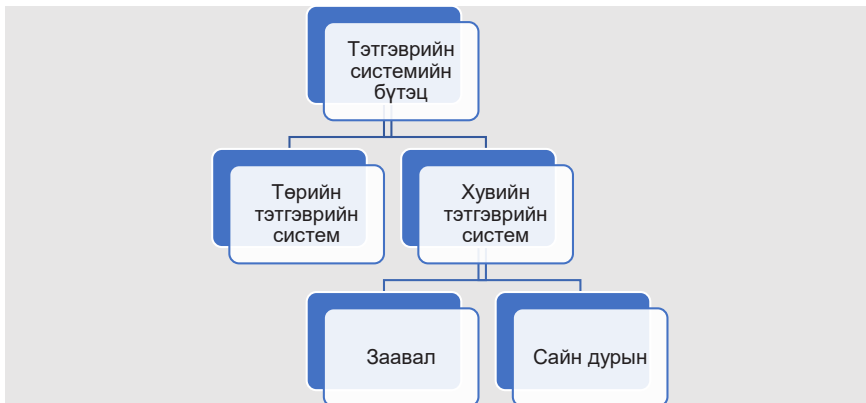 Тэтгэврийн
системийн
бүтэц
Төрийн
тэтгэврийн
систем
Хувийн
тэтгэврийн
систем
Заавал
Сайн дурын